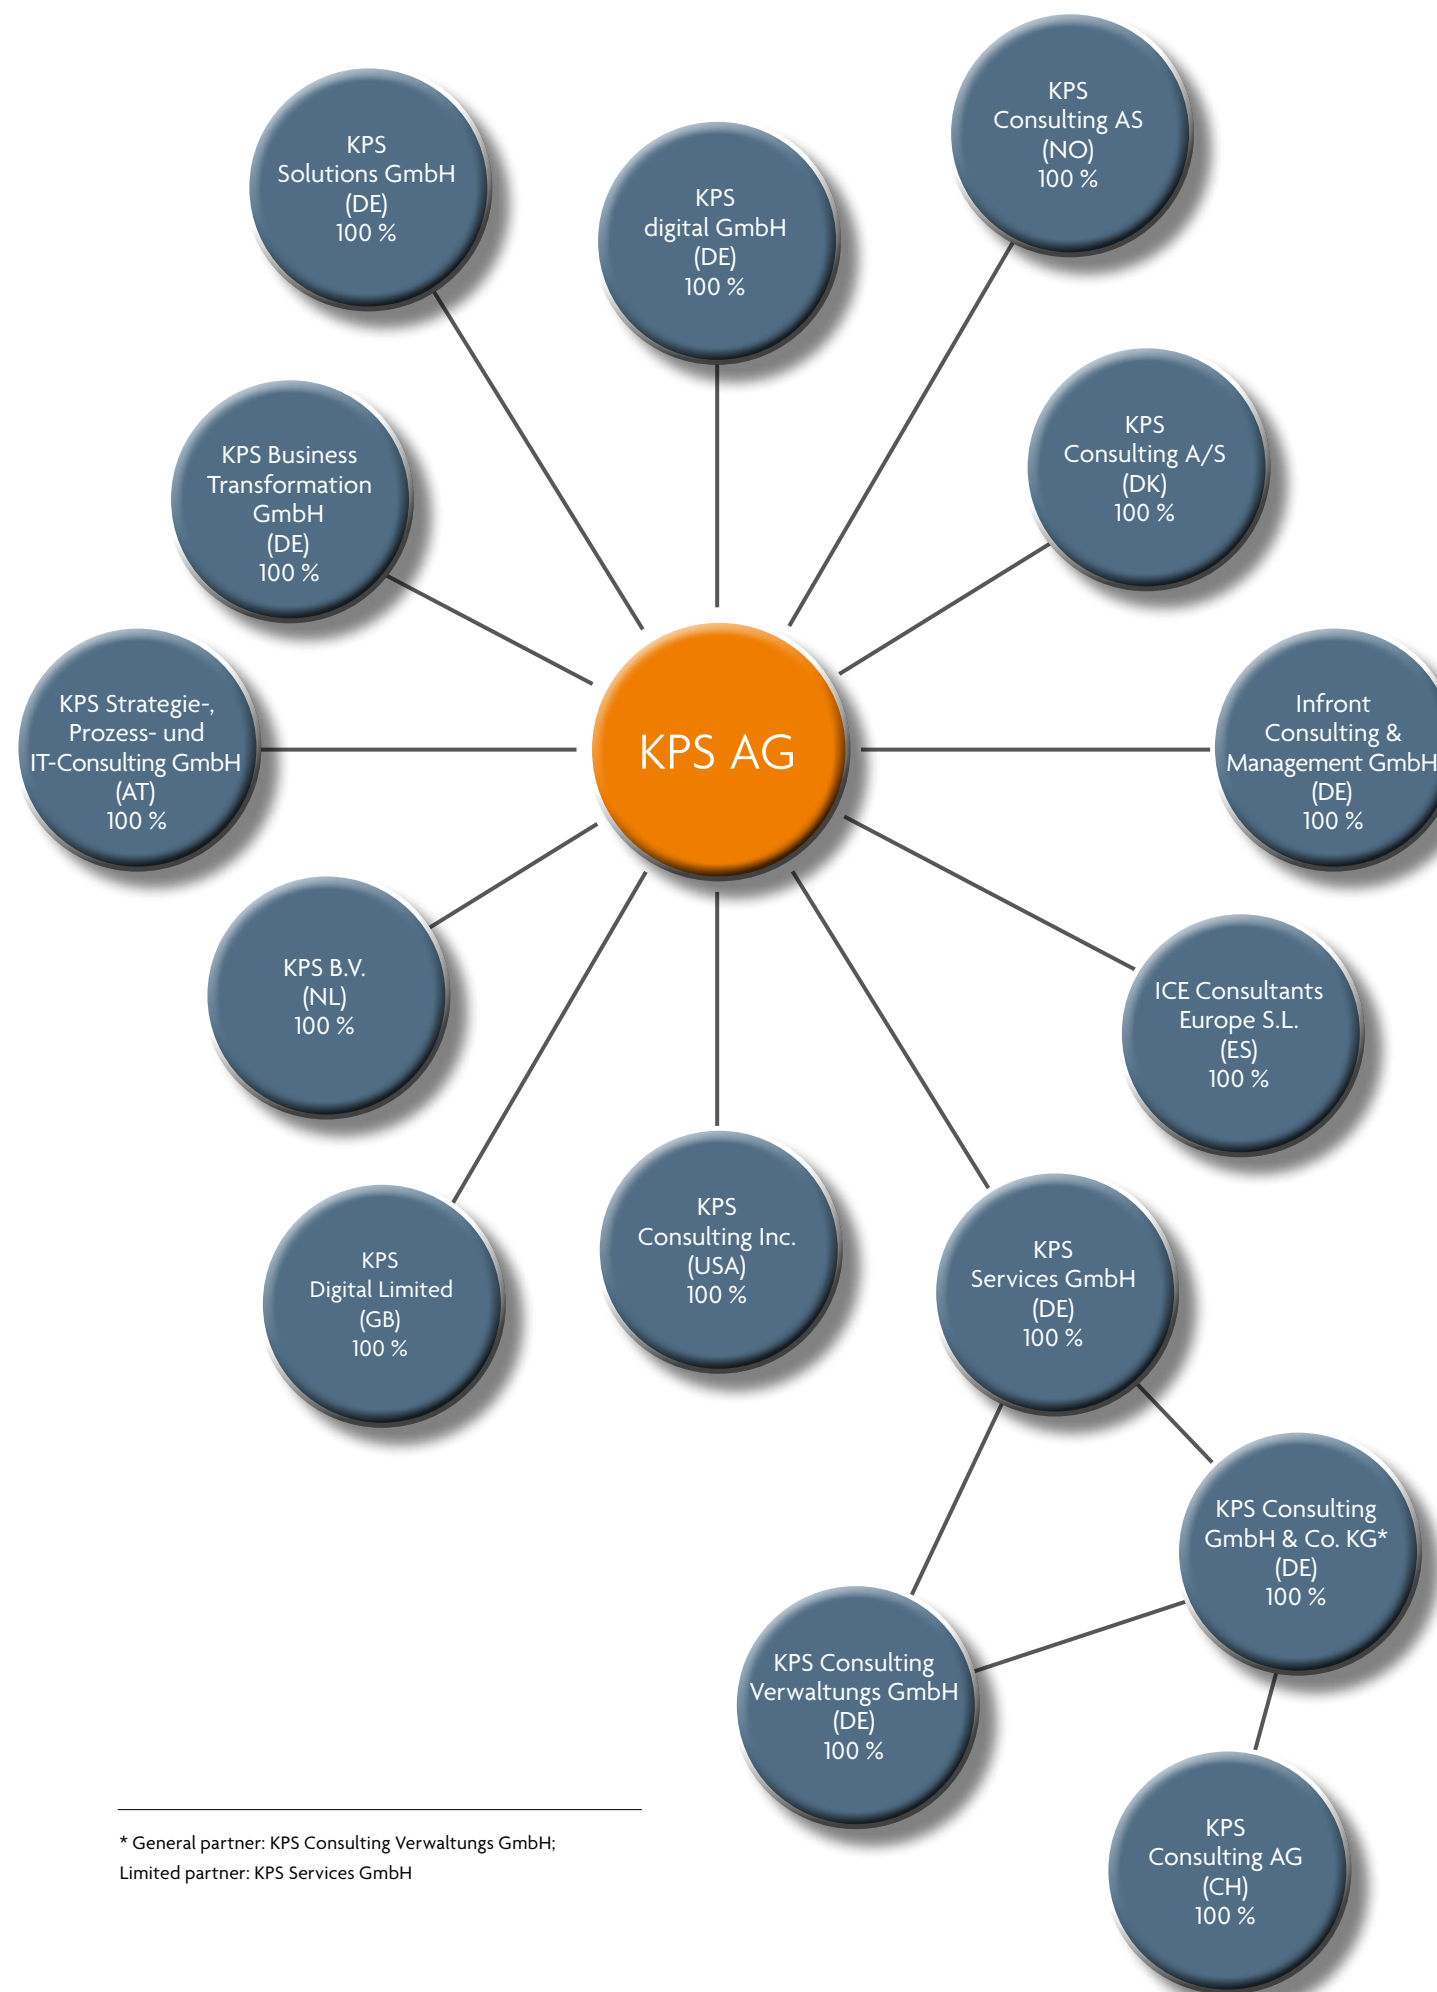 KPS
Consulting AS
(NO)
100 %
KPS
Solutions GmbH
(DE)
100 %
KPS
digital GmbH
(DE)
100 %
KPS
Consulting A/S
(DK)
100 %
KPS Business
Transformation
GmbH
(DE)
100 %
KPS Strategie-,
Prozess- und
IT-Consulting GmbH
(AT)
100 %
KPS AG
Infront
Consulting &
Management GmbH
(DE)
100 %
KPS B.V.
(NL)
100 %
ICE Consultants
Europe S.L.
(ES)
100 %
KPS
Digital Limited
(GB)
100 %
KPS
Consulting Inc.
(USA)
100 %
KPS
Services GmbH
(DE)
100 %
KPS Consulting
GmbH & Co. KG*
(DE)
100 %
KPS Consulting
Verwaltungs GmbH
(DE)
100 %
KPS
Consulting AG
(CH)
100 %
* General partner: KPS Consulting Verwaltungs GmbH;
Limited partner: KPS Services GmbH